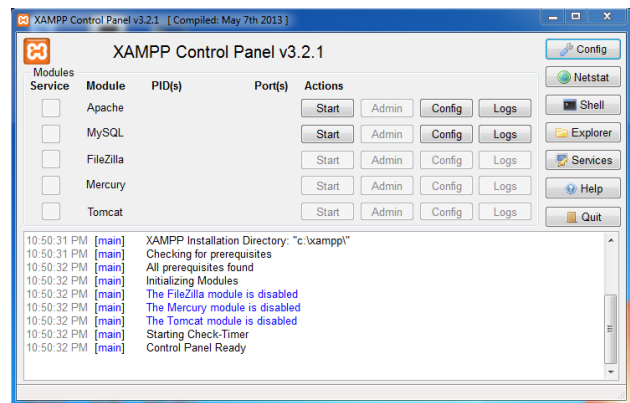 XAMPP Control Panel v3.2.1 [ Compiled: May 7th 2013 ]
XAMPP Control Panel v3.2.1
Config
Modules
Service Module PID(s) Port(s) Actions
Netstat
Apache Start Admin Config Logs
Shell
MySQL Start Admin Config Logs
Explorer
FileZilla Start Admin Config Logs
Services
Mercury Start Admin Config Logs
Help
Tomcat Start Admin Config Logs
Quit
10:50:31 PM [main] XAMPP Installation Directory: "c:\xampp\"
10:50:31 PM [main] Checking for prerequisites
10:50:32 PM [main] All prerequisites found
10:50:32 PM [main] Initializing Modules
10:50:32 PM [main] The FileZilla module is disabled
10:50:32 PM [main] The Mercury module is disabled
10:50:32 PM [main] The Tomcat module is disabled
10:50:32 PM [main] Starting Check-Timer
10:50:32 PM [main] Control Panel Ready